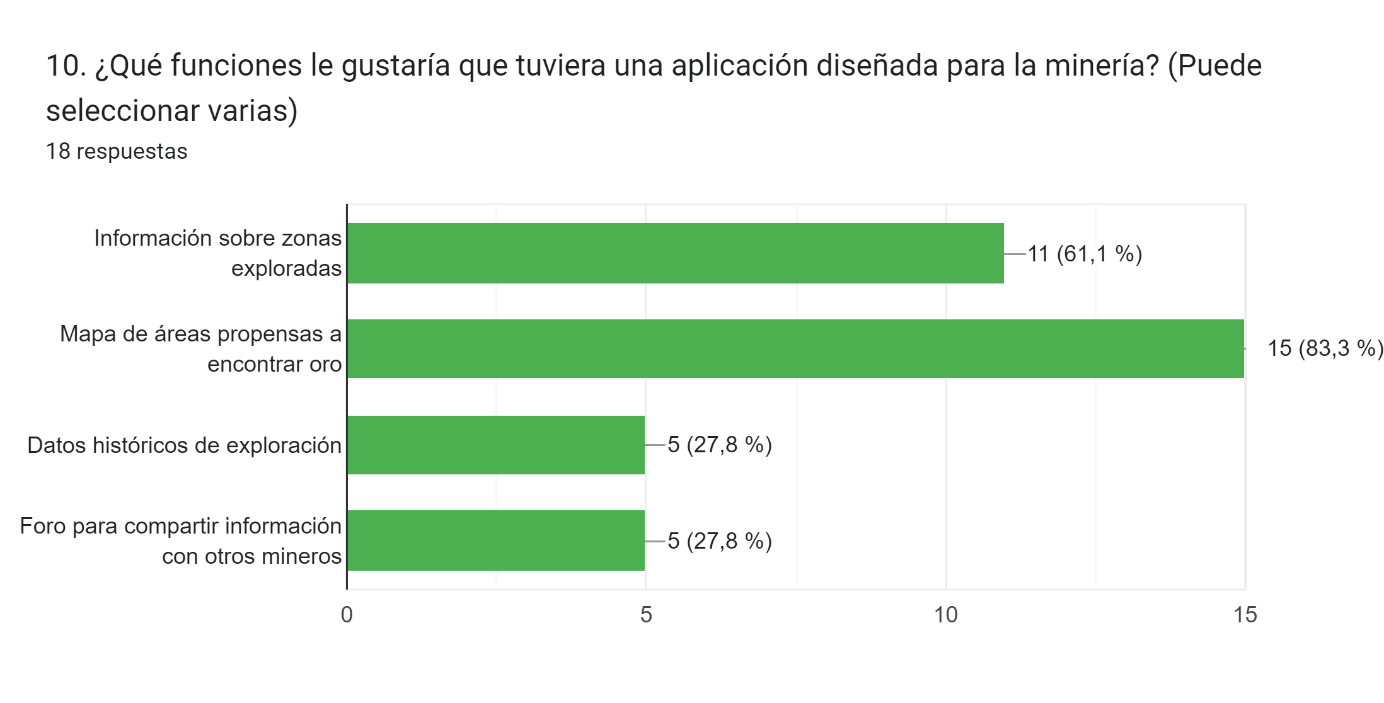 10. ¿Qué funciones le gustaría que tuviera una aplicación diseñada para la minería? (Puede
seleccionar varias)
18 respuestas
Información sobre zonas
exploradas
11 (61,1 %)
Mapa de áreas propensas a
encontrar oro
15 (83,3 %)
Datos históricos de exploración
5 (27,8 %)
Foro para compartir información
con otros mineros
5 (27,8 %)
0 5 10 15